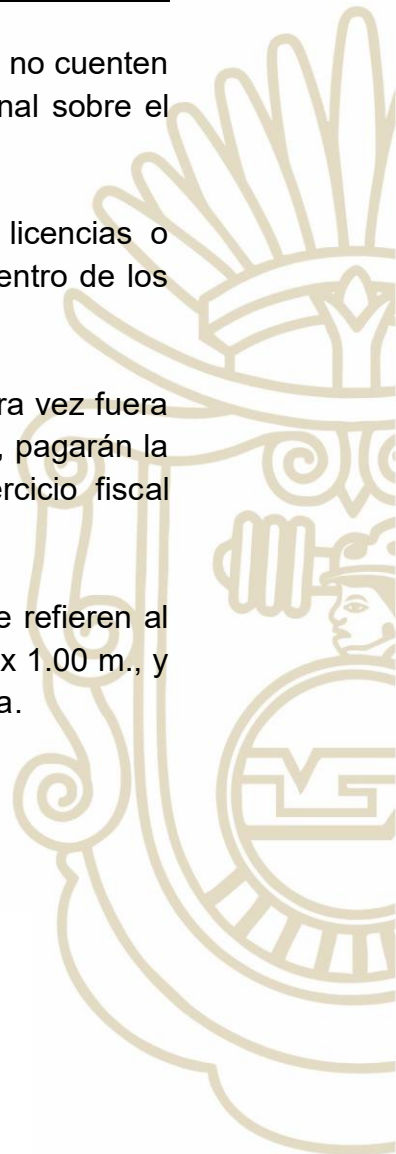 no cuenten
nal sobre el
licencias o
entro de los
ra vez fuera
, pagarán la
ercicio fiscal
e refieren al
x 1.00 m., y
a.